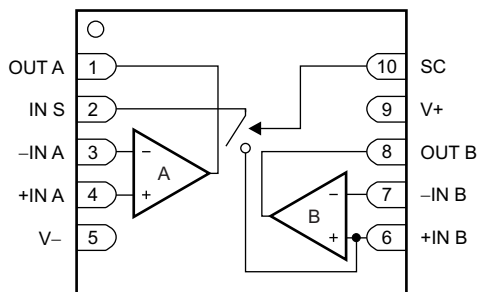 OUT A 1
IN S 2
–IN A 3
+IN A 4
V– 5
10 SC
9 V+
8 OUT B
7 –IN B
6 +IN B
– A +
– B +